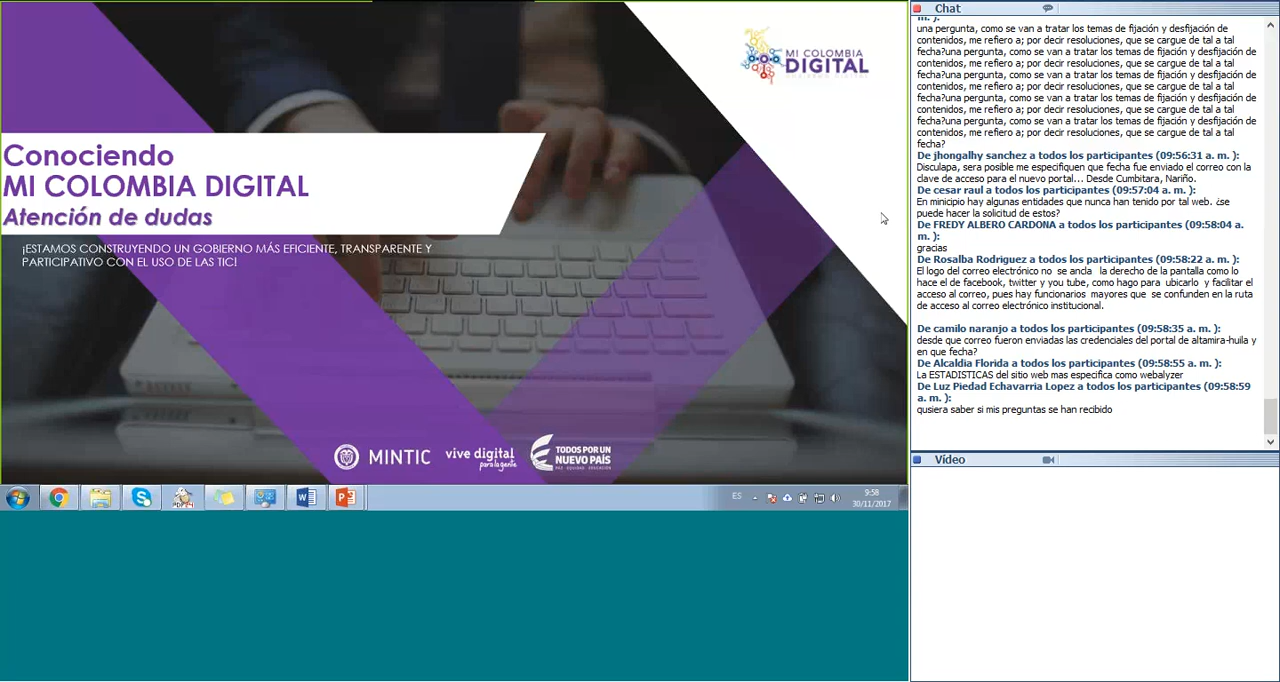 MI COLOMBIA
DIGITAL
Conociendo
MI COLOMBIA DIGITAL
Atención de dudas
¡ESTAMOS CONSTRUYENDO UN GOBIERNO MÁS EFICIENTE, TRANSPARENTE Y
PARTICIPATIVO CON EL USO DE LAS TIC!
MINTIC
vive digital
para la gente
TODOS POR UN
NUEVO PAÍS
PAZ EQUIDAD EDUCACIÓN
ES
9:58
30/11/2017
Chat
m. ):
una pergunta, como se van a tratar los temas de fijación y desfijación de
contenidos, me refiero a; por decir resoluciones, que se cargue de tal a tal
fecha?una pergunta, como se van a tratar los temas de fijación y desfijación de
contenidos, me refiero a; por decir resoluciones, que se cargue de tal a tal
fecha?una pergunta, como se van a tratar los temas de fijación y desfijación de
contenidos, me refiero a; por decir resoluciones, que se cargue de tal a tal
fecha?una pergunta, como se van a tratar los temas de fijación y desfijación de
contenidos, me refiero a; por decir resoluciones, que se cargue de tal a tal
fecha?una pergunta, como se van a tratar los temas de fijación y desfijación de
contenidos, me refiero a; por decir resoluciones, que se cargue de tal a tal
fecha?
De jhongalhy sanchez a todos los participantes (09:56:31 a. m. ):
Disculapa, sera posible me especifiquen que fecha fue enviado el correo con la
clave de acceso para el nuevo portal... Desde Cumbitara, Nariño.
De cesar raul a todos los participantes (09:57:04 a. m. ):
En minicipio hay algunas entidades que nunca han tenido por tal web. ¿se
puede hacer la solicitud de estos?
De FREDY ALBERO CARDONA a todos los participantes (09:58:04 a.
m. ):
gracias
De Rosalba Rodriguez a todos los participantes (09:58:22 a. m. ):
El logo del correo electrónico no se ancla la derecho de la pantalla como lo
hace el de facebook, twitter y you tube, como hago para ubicarlo y facilitar el
acceso al correo, pues hay funcionarios mayores que se confunden en la ruta
de acceso al correo electrónico institucional.
De camilo naranjo a todos los participantes (09:58:35 a. m. ):
desde que correo fueron enviadas las credenciales del portal de altamira-huila y
en que fecha?
De Alcaldia Florida a todos los participantes (09:58:55 a. m. ):
La ESTADISTICAS del sitio web mas especifica como webalyzer
De Luz Piedad Echavarria Lopez a todos los participantes (09:58:59
a. m. ):
qusiera saber si mis preguntas se han recibido
Vídeo